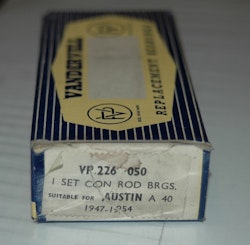 VANDERVELL
REPLACEMENT BEARINGS
VP 226 050
1 SET CON ROD BRGS.
SUITABLE FOR AUSTIN A 40
1947-1954